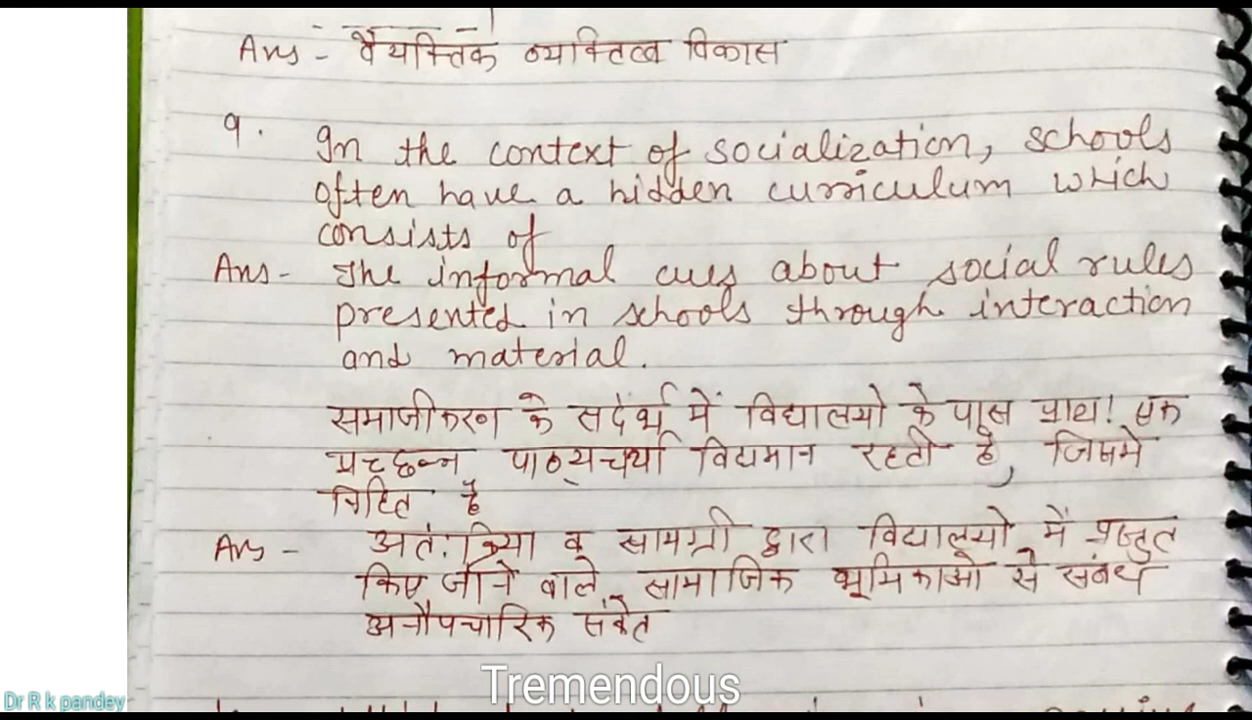 Ans - वैयक्तिक व्यक्तित्व विकास
9. In the context of socialization, schools
often have a hidden curriculum which
consists of
Ans - The informal cues about social rules
presented in schools through interaction
and material.
समाजीकरण के सदंर्भ में विद्यालयो के पास प्रायः एक
प्रच्छन्न पाठ्यचर्या विद्यमान रहती है, जिसमे
निहित है
Ans - अतं:क्रिया व सामग्री द्वारा विद्यालयो में प्रस्तुत
किए जाने वाले सामाजिक भूमिकाओ से संबंध
अनौपचारिक संकेत
Tremendous
Dr R k pandey